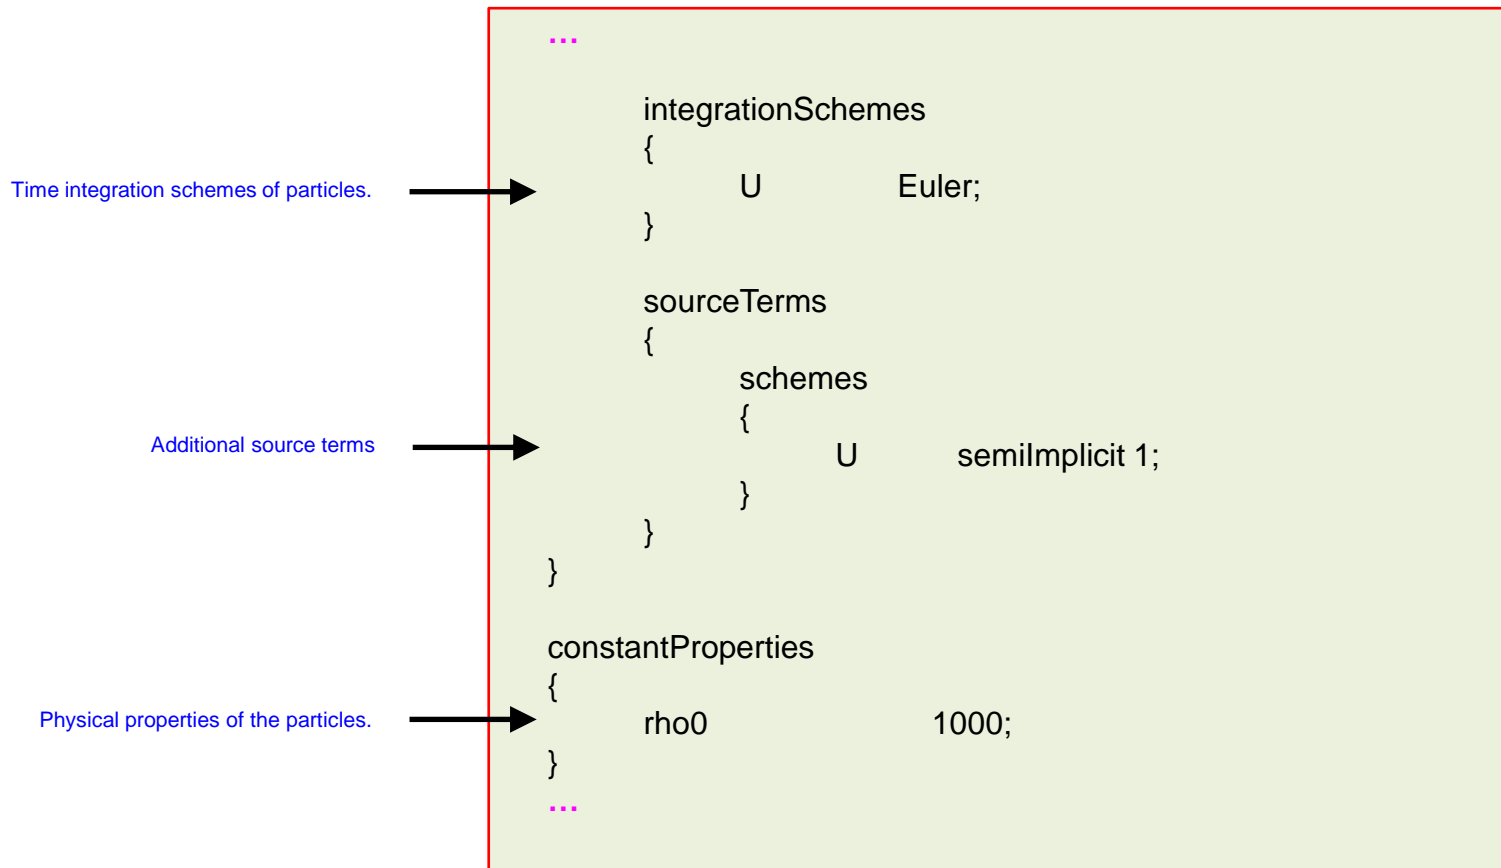 ...
integrationSchemes
{
Time integration schemes of particles.
U Euler;
}
sourceTerms
{
schemes
{
Additional source terms
U semiImplicit 1;
}
}
}
constantProperties
{
Physical properties of the particles.
rho0 1000;
}
...